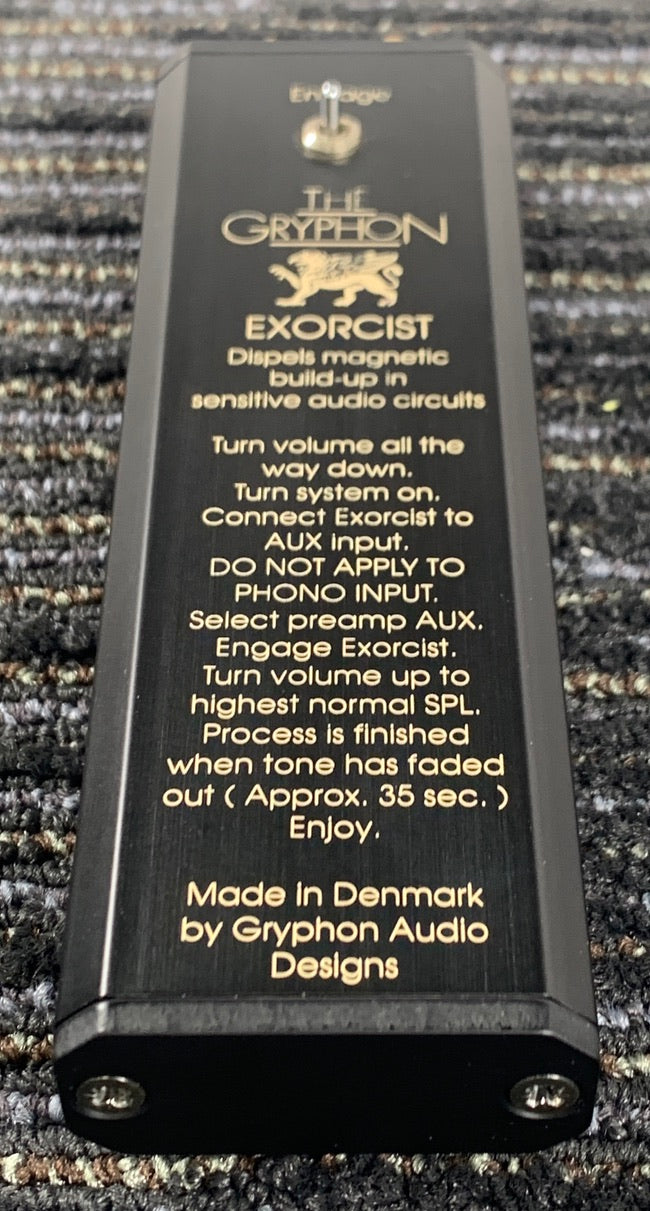 Engage
THE
GRYPHON
EXORCIST
Dispels magnetic
build-up in
sensitive audio circuits
Turn volume all the
way down.
Turn system on.
Connect Exorcist to
AUX input.
DO NOT APPLY TO
PHONO INPUT.
Select preamp AUX.
Engage Exorcist.
Turn volume up to
highest normal SPL.
Process is finished
when tone has faded
out ( Approx. 35 sec. )
Enjoy.
Made in Denmark
by Gryphon Audio
Designs